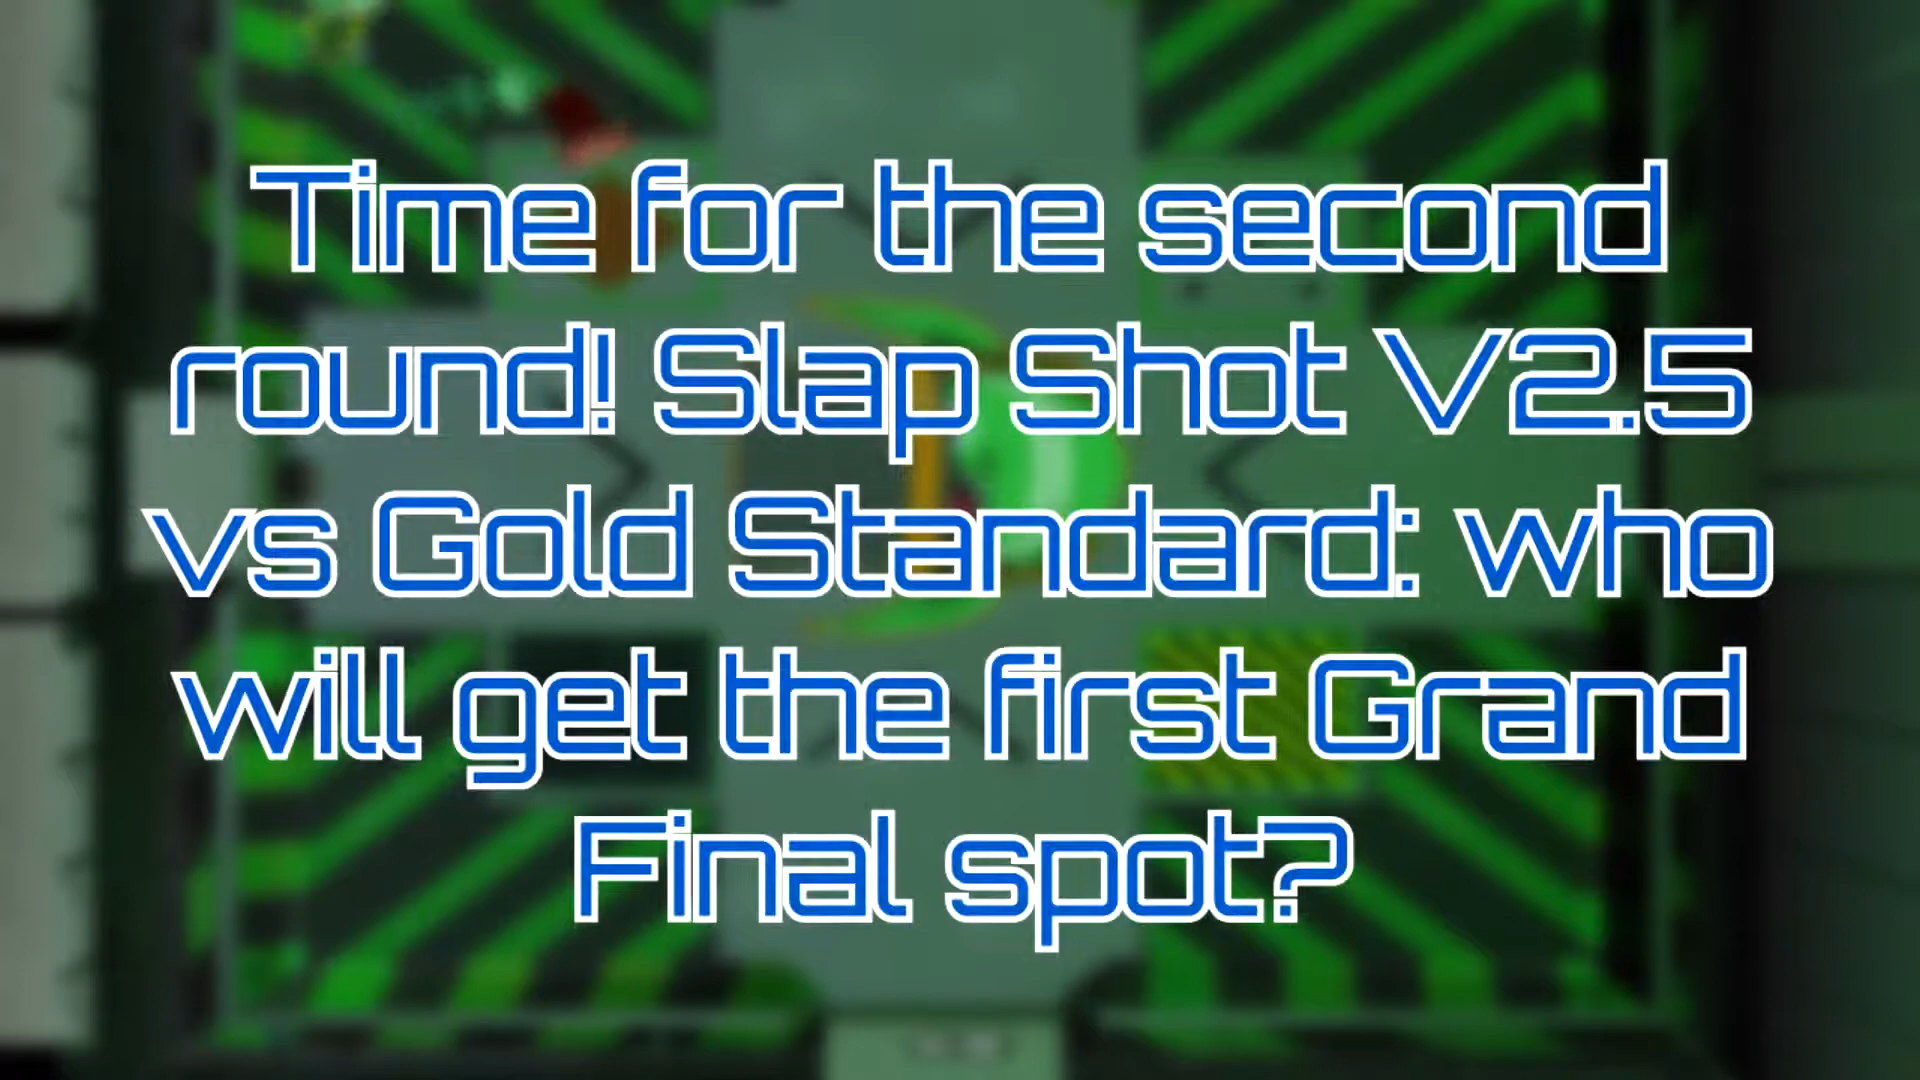 Time for the second
round! Slap Shot V2.5
vs Gold Standard: who
will get the first Grand
Final spot?